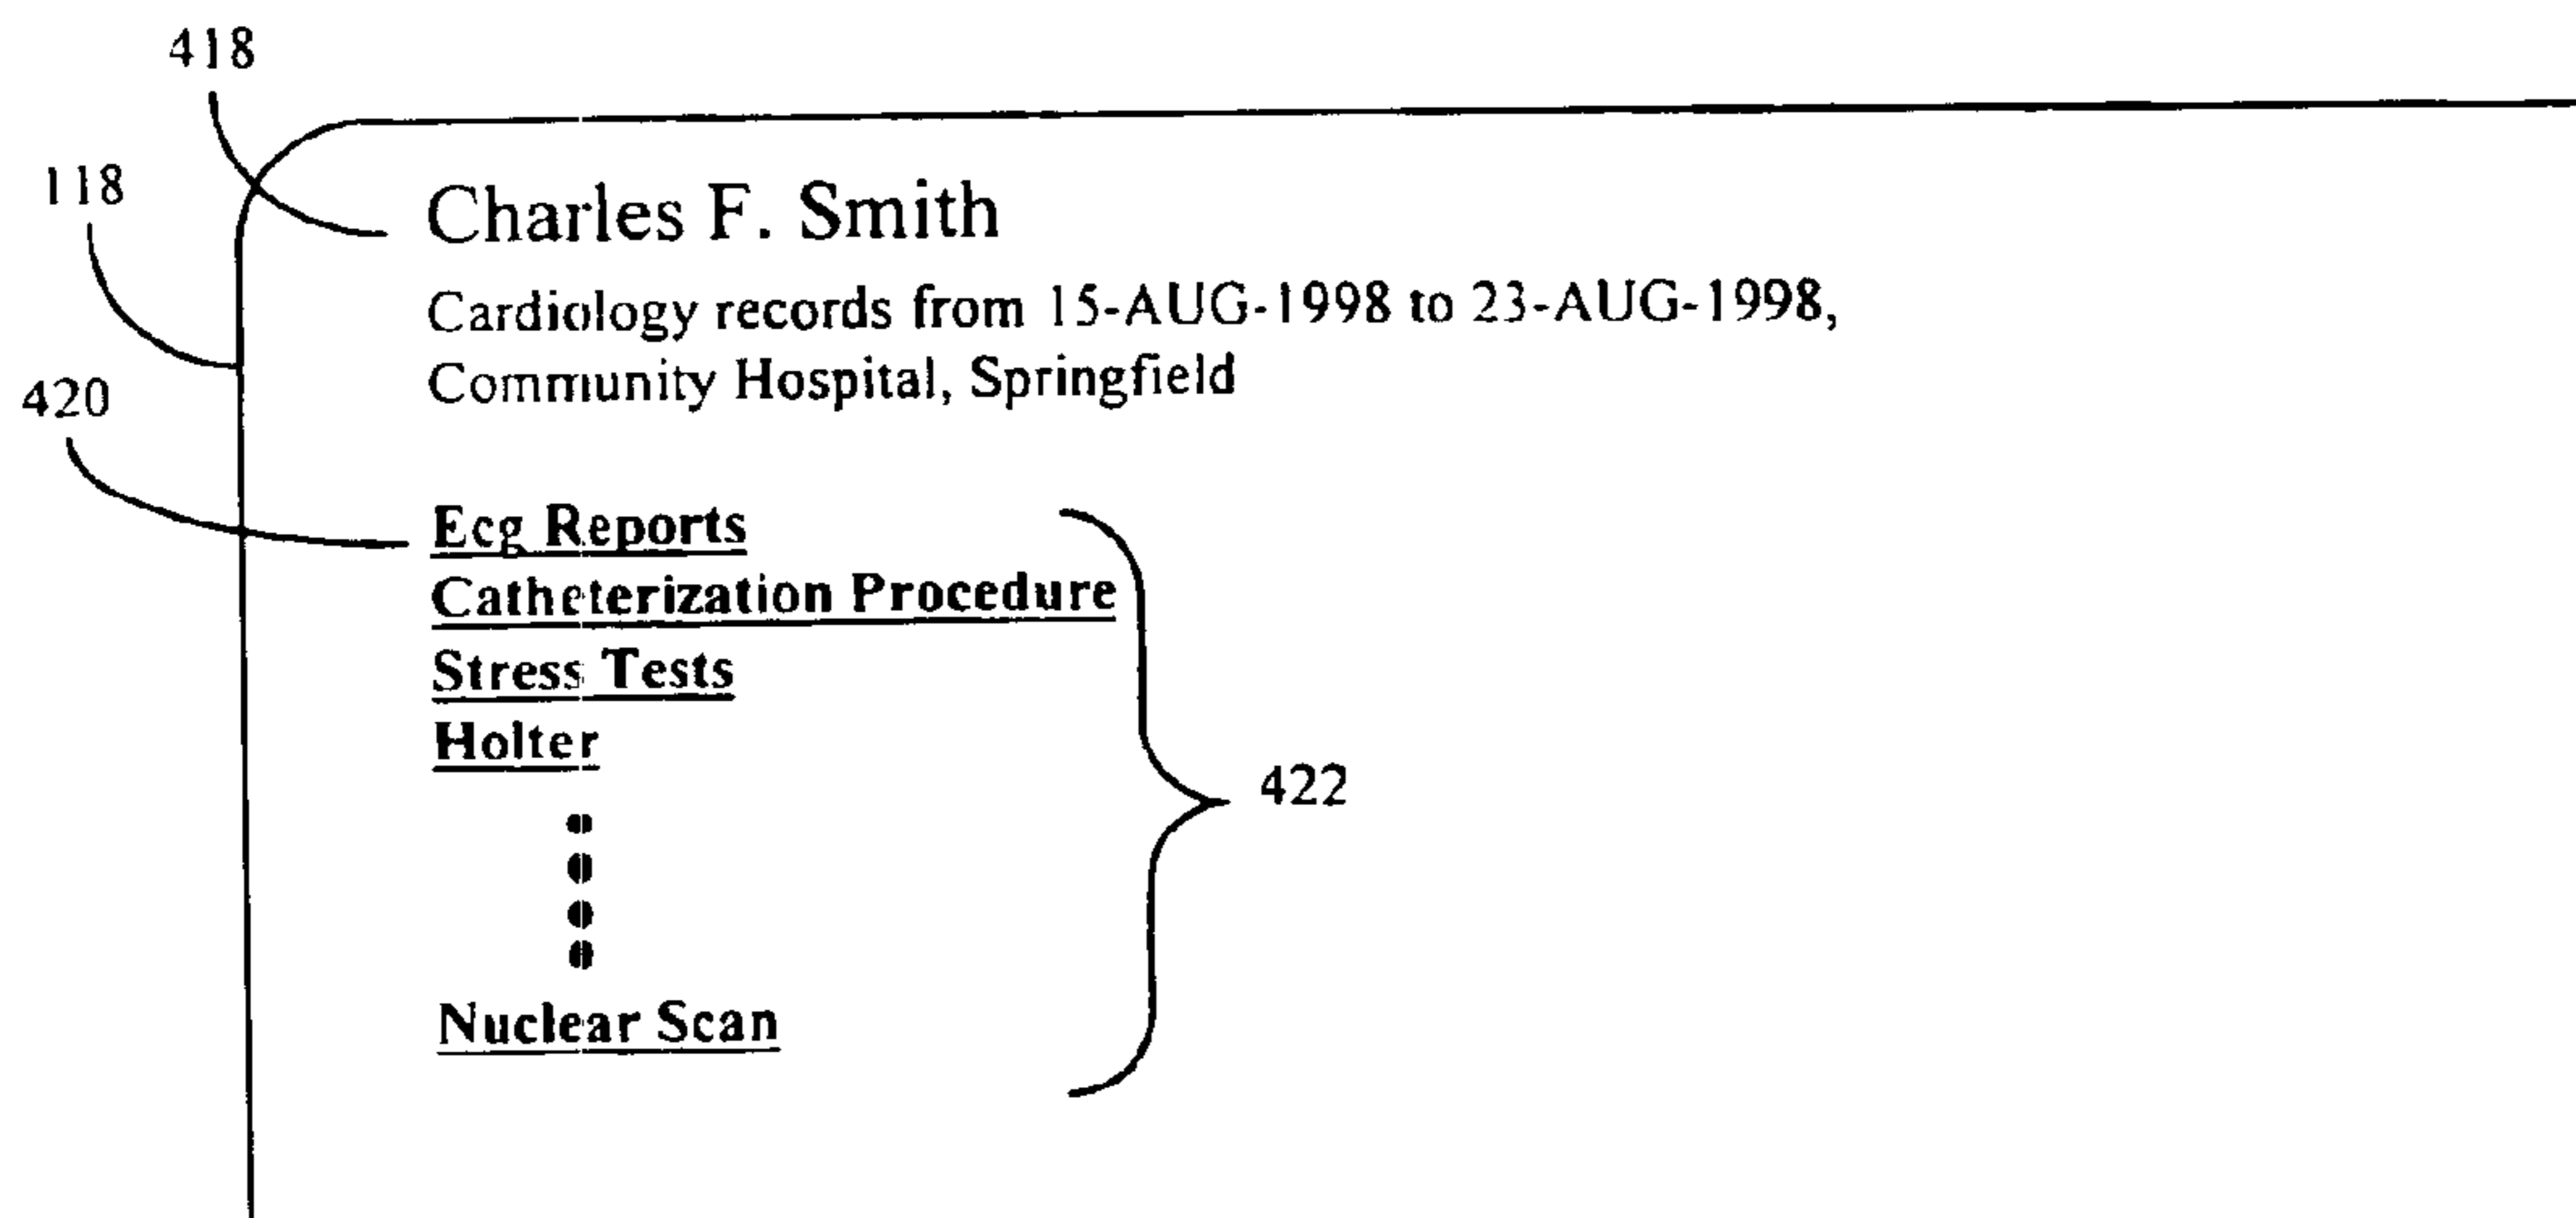 418
118
Charles F. Smith
Cardiology records from 15-AUG-1998 to 23-AUG-1998,
Community Hospital, Springfield
420
Ecg Reports
Catheterization Procedure
Stress Tests
Holter
422
Nuclear Scan